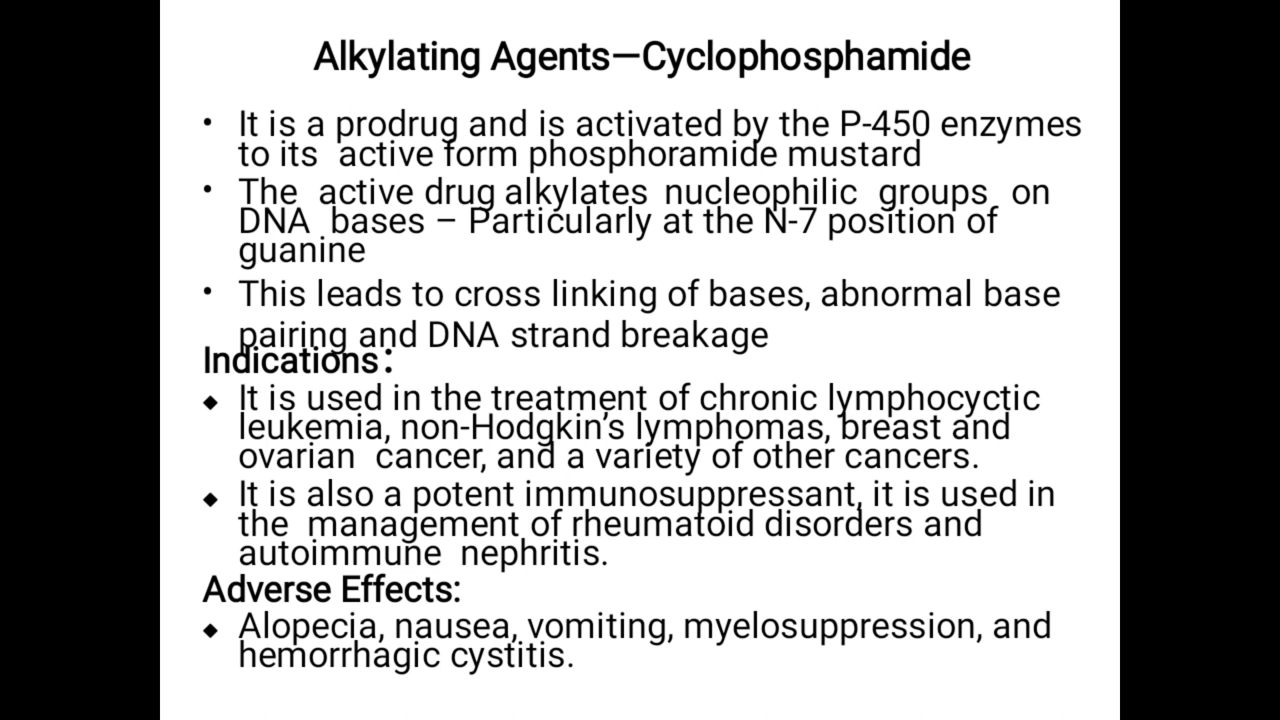 Alkylating Agents—Cyclophosphamide
• It is a prodrug and is activated by the P-450 enzymes
to its active form phosphoramide mustard
• The active drug alkylates nucleophilic groups on
DNA bases – Particularly at the N-7 position of
guanine
• This leads to cross linking of bases, abnormal base
pairing and DNA strand breakage
Indications:
◆ It is used in the treatment of chronic lymphocyctic
leukemia, non-Hodgkin’s lymphomas, breast and
ovarian cancer, and a variety of other cancers.
◆ It is also a potent immunosuppressant, it is used in
the management of rheumatoid disorders and
autoimmune nephritis.
Adverse Effects:
◆ Alopecia, nausea, vomiting, myelosuppression, and
hemorrhagic cystitis.